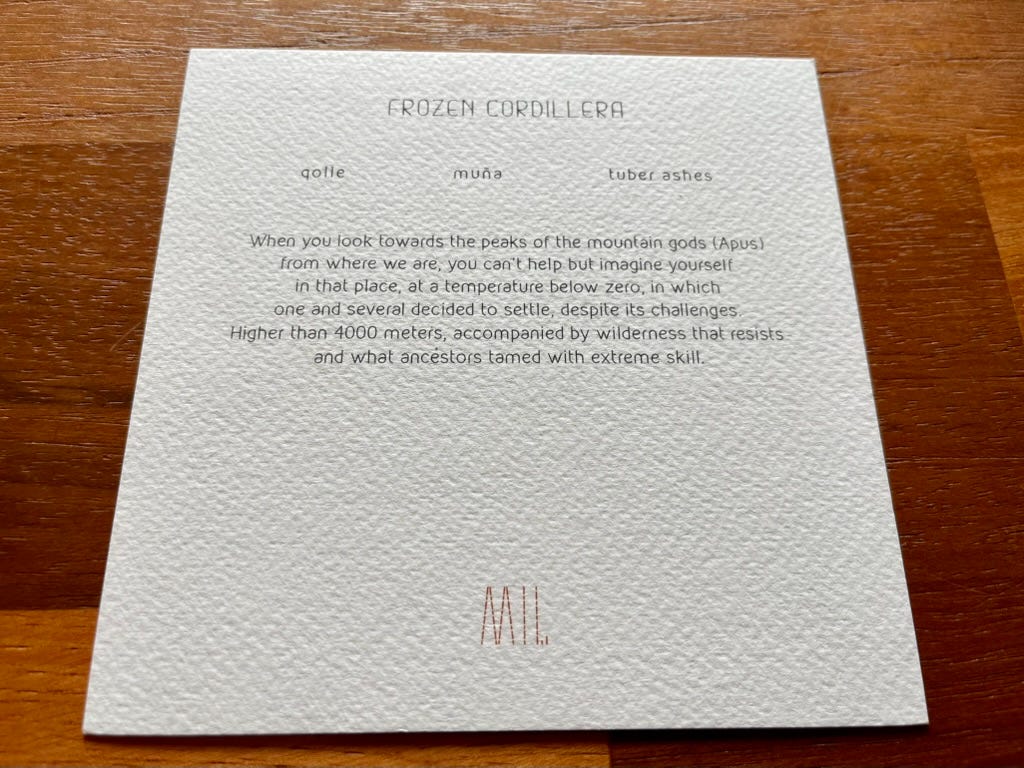 FROZEN CORDILLERA
qolle muña tuber ashes
When you look towards the peaks of the mountain gods (Apus)
from where we are, you can't help but imagine yourself
in that place, at a temperature below zero, in which
one and several decided to settle, despite its challenges.
Higher than 4000 meters, accompanied by wilderness that resists
and what ancestors tamed with extreme skill.
MIL